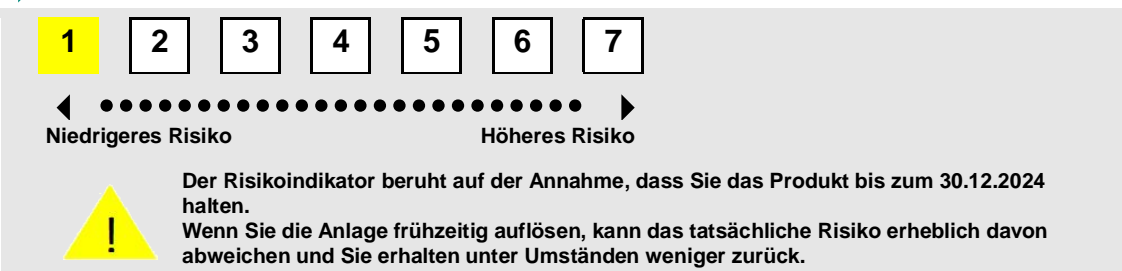 1 2 3 4 5 6 7
Niedrigeres Risiko Höheres Risiko
Der Risikoindikator beruht auf der Annahme, dass Sie das Produkt bis zum 30.12.2024
halten.
Wenn Sie die Anlage frühzeitig auflösen, kann das tatsächliche Risiko erheblich davon
abweichen und Sie erhalten unter Umständen weniger zurück.
!